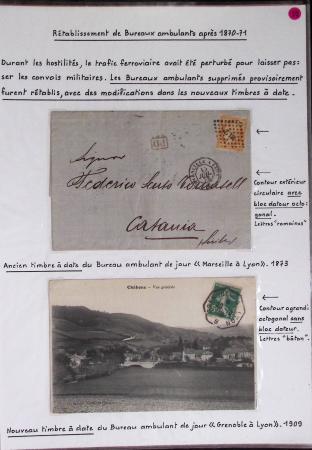 Rétablissement de Bureaux ambulants après 1870-71
Durant les hostilités, le trafic ferroviaire avait été perturbé pour laisser pas:
ser les convois militaires. Les Bureaux ambulants supprimés provisoirement
furent rétablis, avec des modifications dans les nouveaux timbres à date.
Signor
Federico
Catania
Contour extérieur
circulaire avec
bloc dateur octo:
gonal.
Lettres "romaines"
Ancien timbre à date du Bureau ambulant de jour «Marseille à Lyon». 1873
Châbons - Vue générale
Contour agrandi
octogonal sans
bloc dateur.
Lettres "bâton".
Nouveau timbre à date du Bureau ambulant de jour «Grenoble à Lyon». 1909